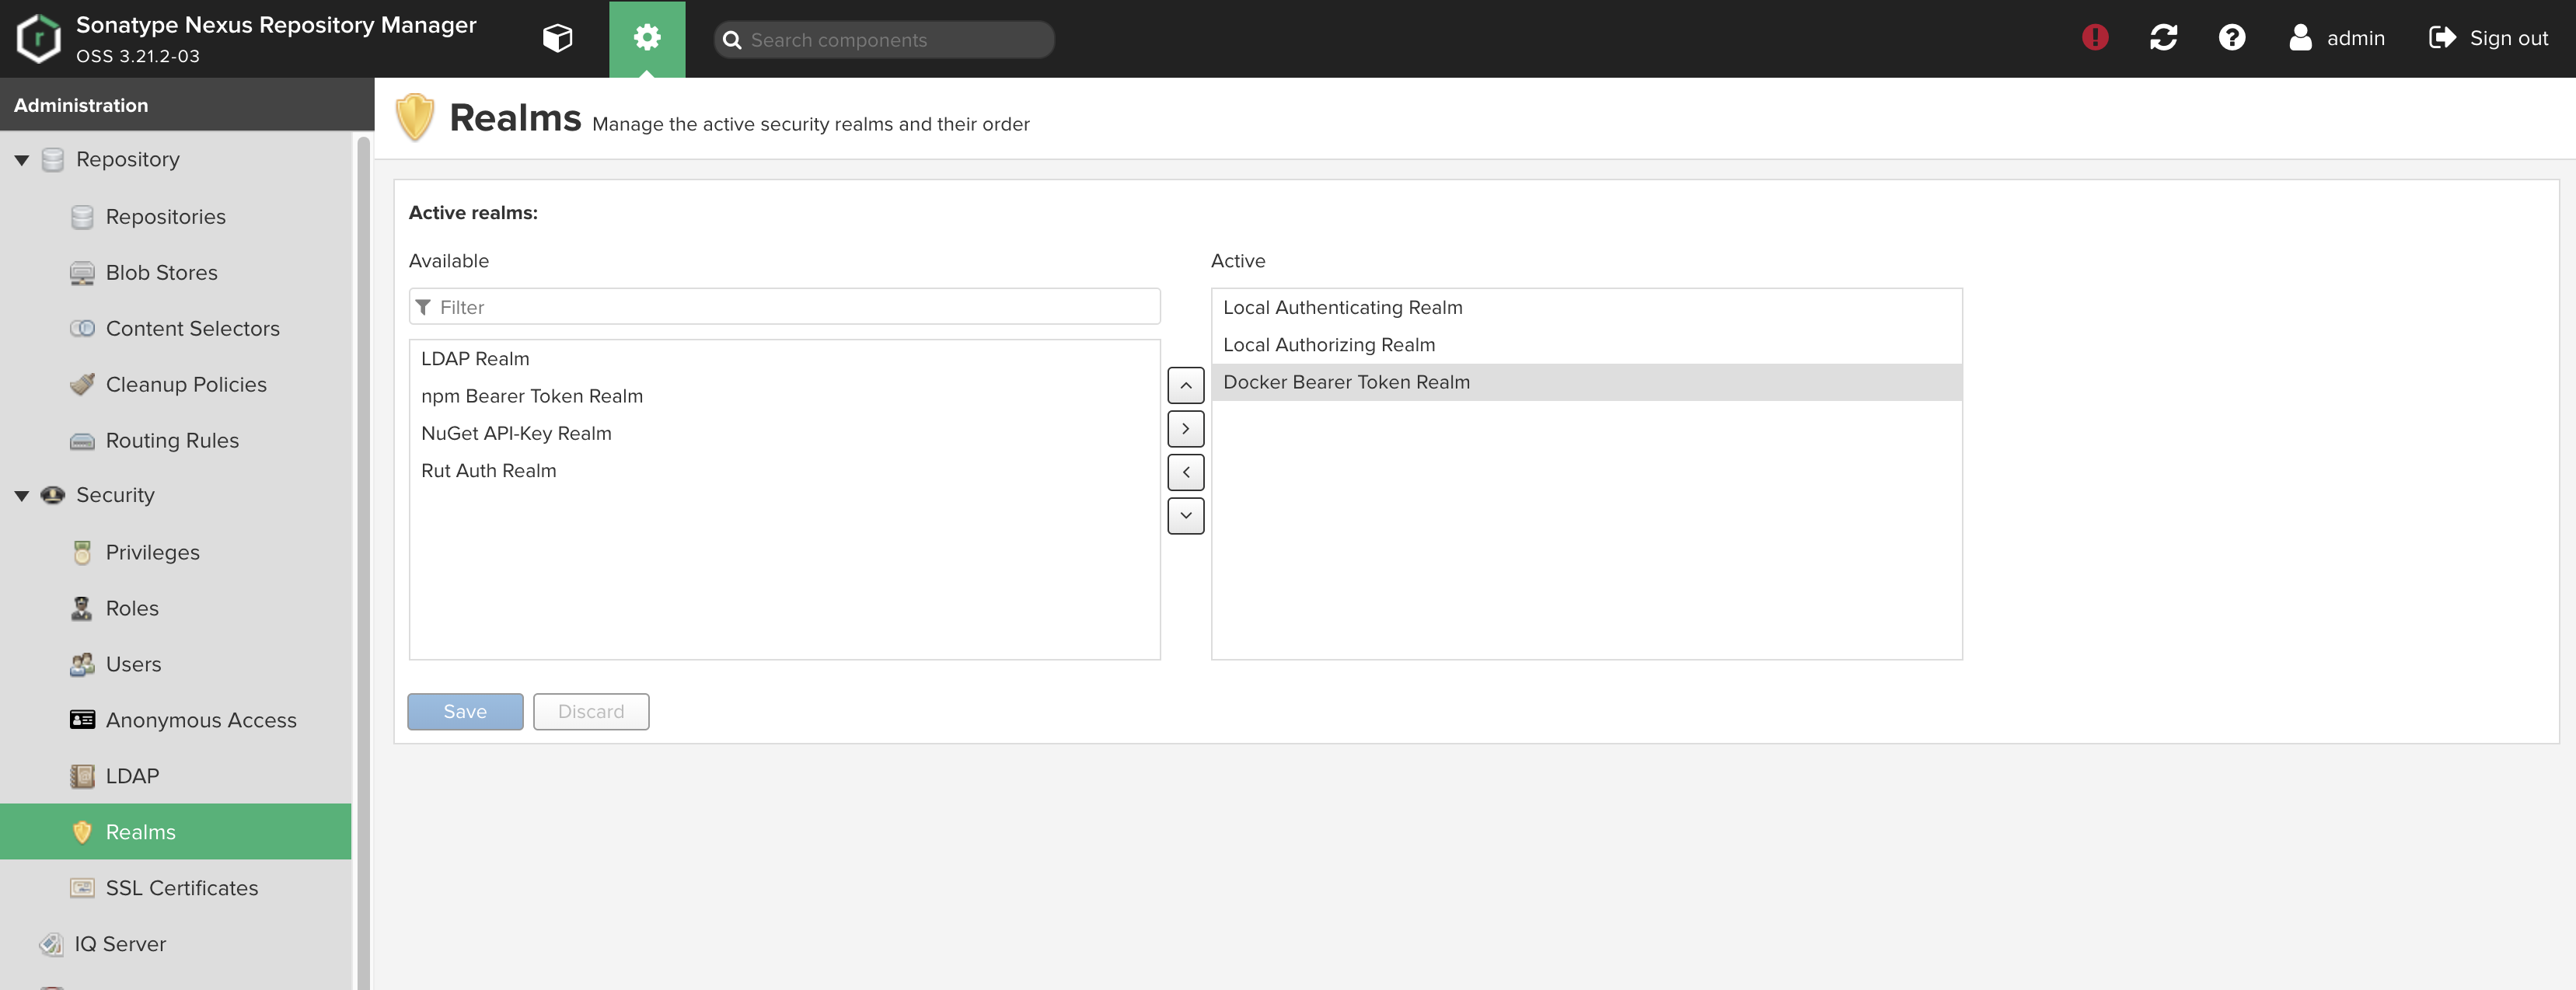 Sonatype Nexus Repository Manager
OSS 3.21.2-03
Search components
admin
Sign out
Administration
Repository
Repositories
Blob Stores
Content Selectors
Cleanup Policies
Routing Rules
Security
Privileges
Roles
Users
Anonymous Access
LDAP
Realms
SSL Certificates
IQ Server
Realms Manage the active security realms and their order
Active realms:
Available
Filter
LDAP Realm
npm Bearer Token Realm
NuGet API-Key Realm
Rut Auth Realm
Active
Local Authenticating Realm
Local Authorizing Realm
Docker Bearer Token Realm
Save
Discard